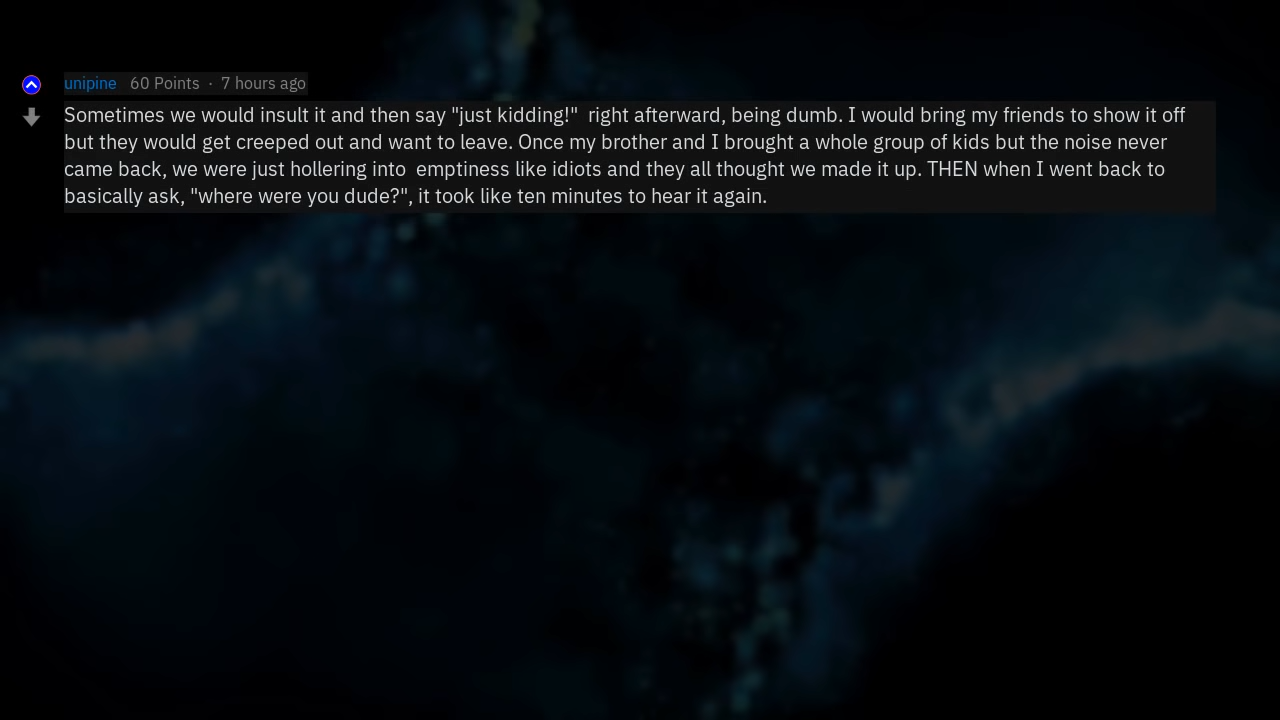 unipine 60 Points · 7 hours ago
Sometimes we would insult it and then say "just kidding!"  right afterward, being dumb. I would bring my friends to show it off
but they would get creeped out and want to leave. Once my brother and I brought a whole group of kids but the noise never
came back, we were just hollering into  emptiness like idiots and they all thought we made it up. THEN when I went back to
basically ask, "where were you dude?", it took like ten minutes to hear it again.